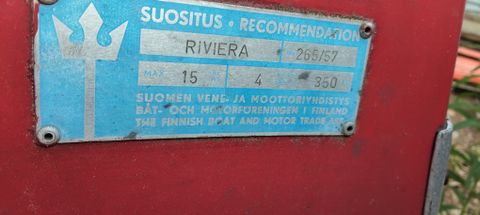 SUOSITUS • RECOMMENDATION
RIVIERA 265/57
MAX 15 4 350
SUOMEN VENE- JA MOOTTORIYHDISTYS
BÅT- OCH MOTORFÖRENINGEN I FINLAND
THE FINNISH BOAT AND MOTOR TRADE ASS.